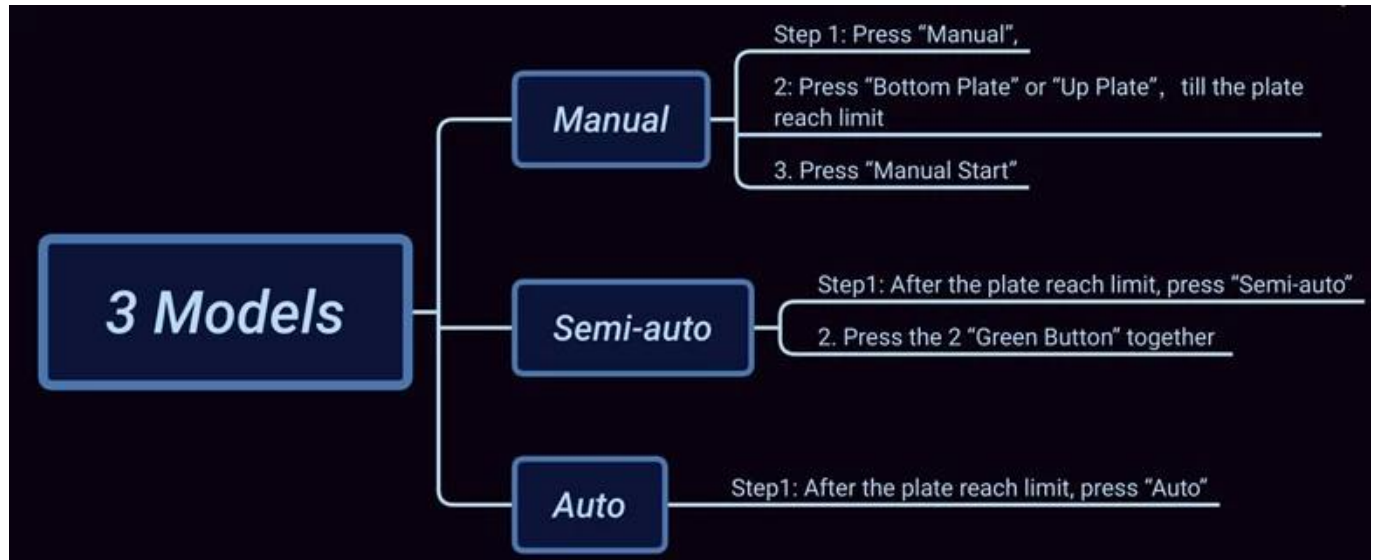 3 Models
Manual
Step 1: Press “Manual”,
2: Press “Bottom Plate” or “Up Plate”, till the plate
reach limit
3. Press “Manual Start”
Semi-auto
Step1: After the plate reach limit, press “Semi-auto”
2. Press the 2 “Green Button” together
Auto
Step1: After the plate reach limit, press “Auto”